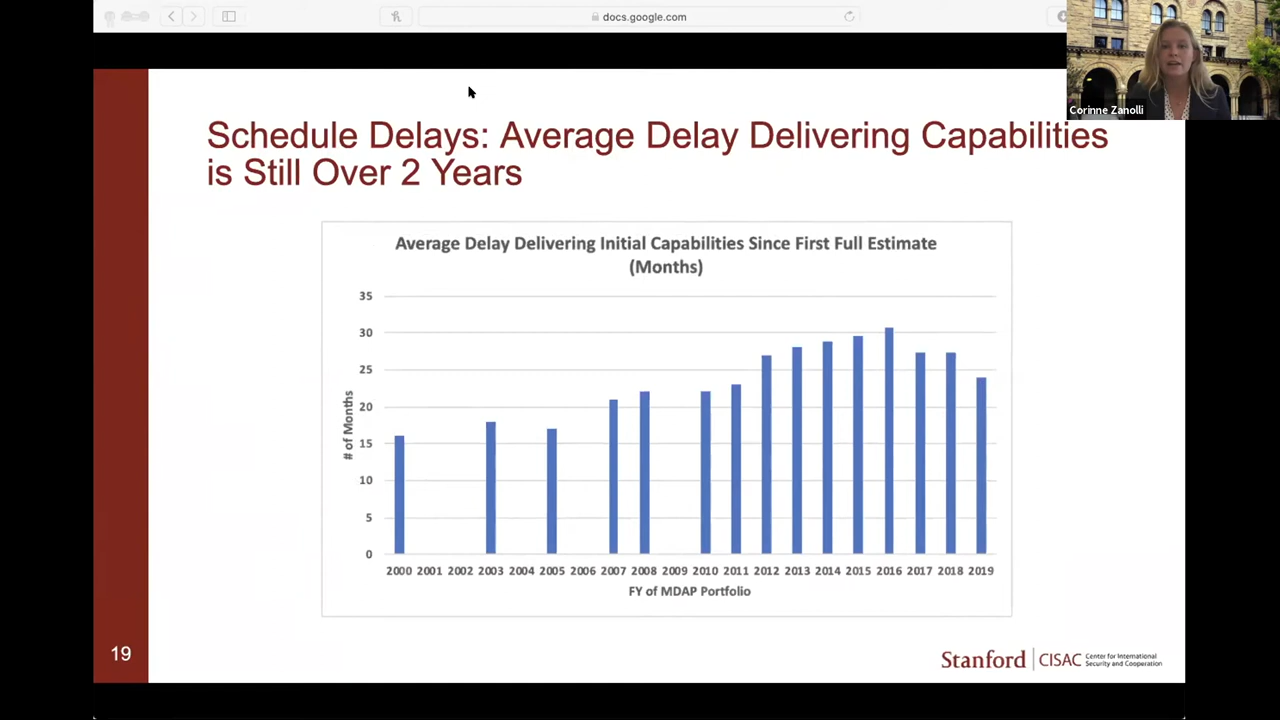 docs.google.com
Corinne Zanolli
Schedule Delays: Average Delay Delivering Capabilities
is Still Over 2 Years
Average Delay Delivering Initial Capabilities Since First Full Estimate
(Months)
35
30
25
20
15
10
5
0
# of Months
2000 2001 2002 2003 2004 2005 2006 2007 2008 2009 2010 2011 2012 2013 2014 2015 2016 2017 2018 2019
FY of MDAP Portfolio
19
Stanford CISAC Center for International
Security and Cooperation